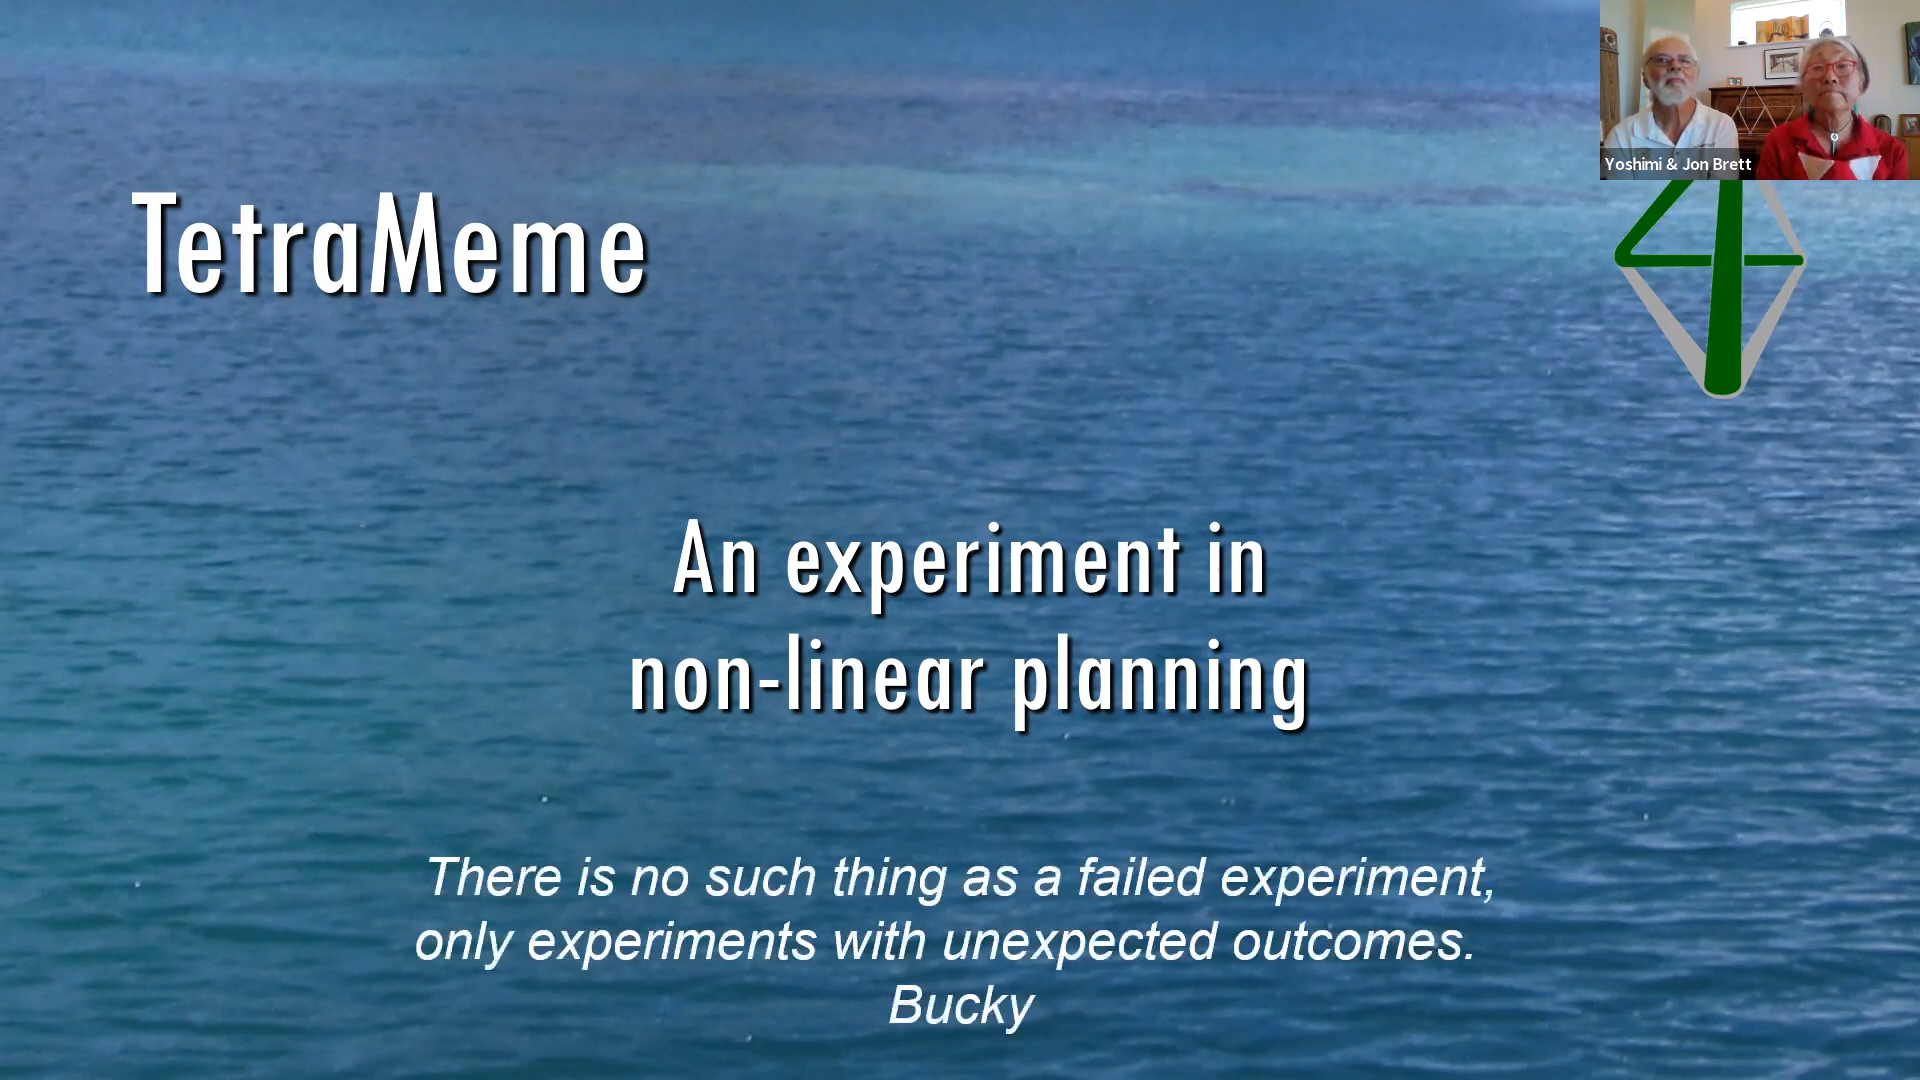 Yoshimi & Jon Brett
TetraMeme
An experiment in
non-linear planning
There is no such thing as a failed experiment,
only experiments with unexpected outcomes.
Bucky